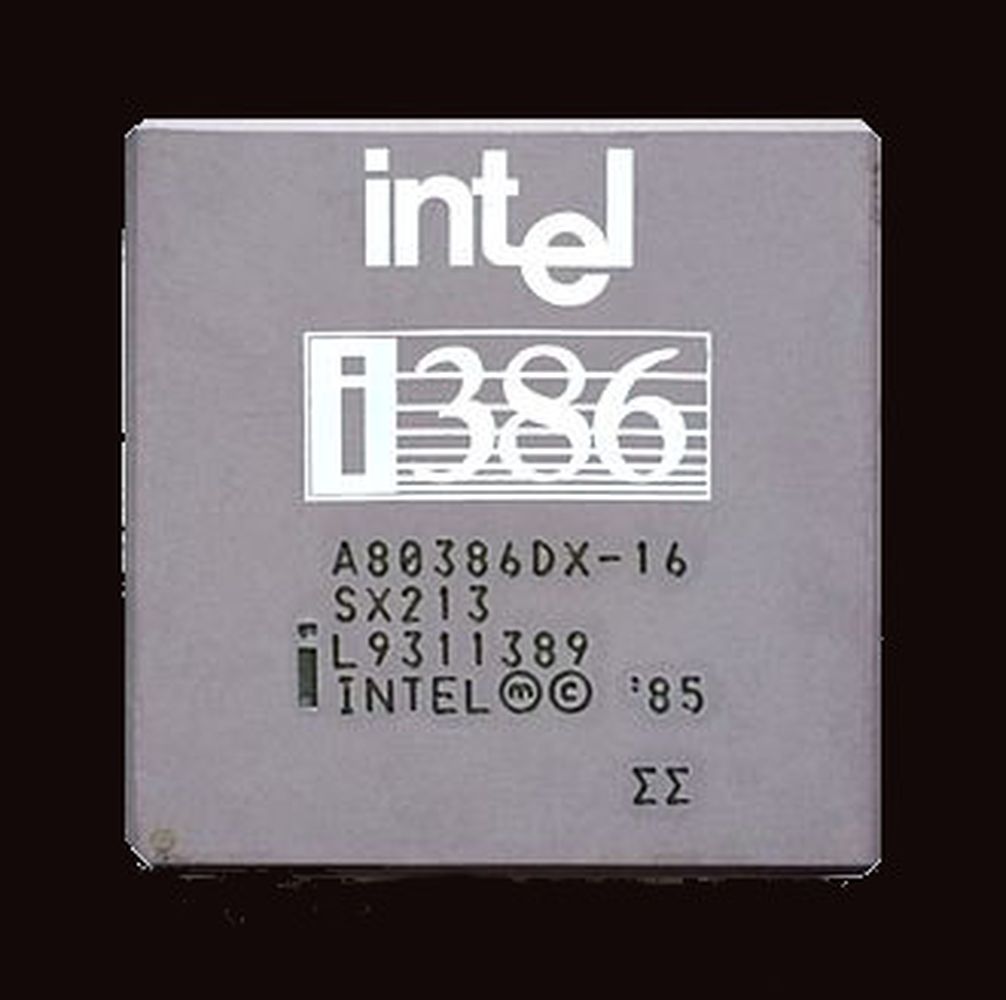 intel
i386
A80386DX-16
SX213
i L9311389
INTEL Ⓜ © '85
ΣΣ